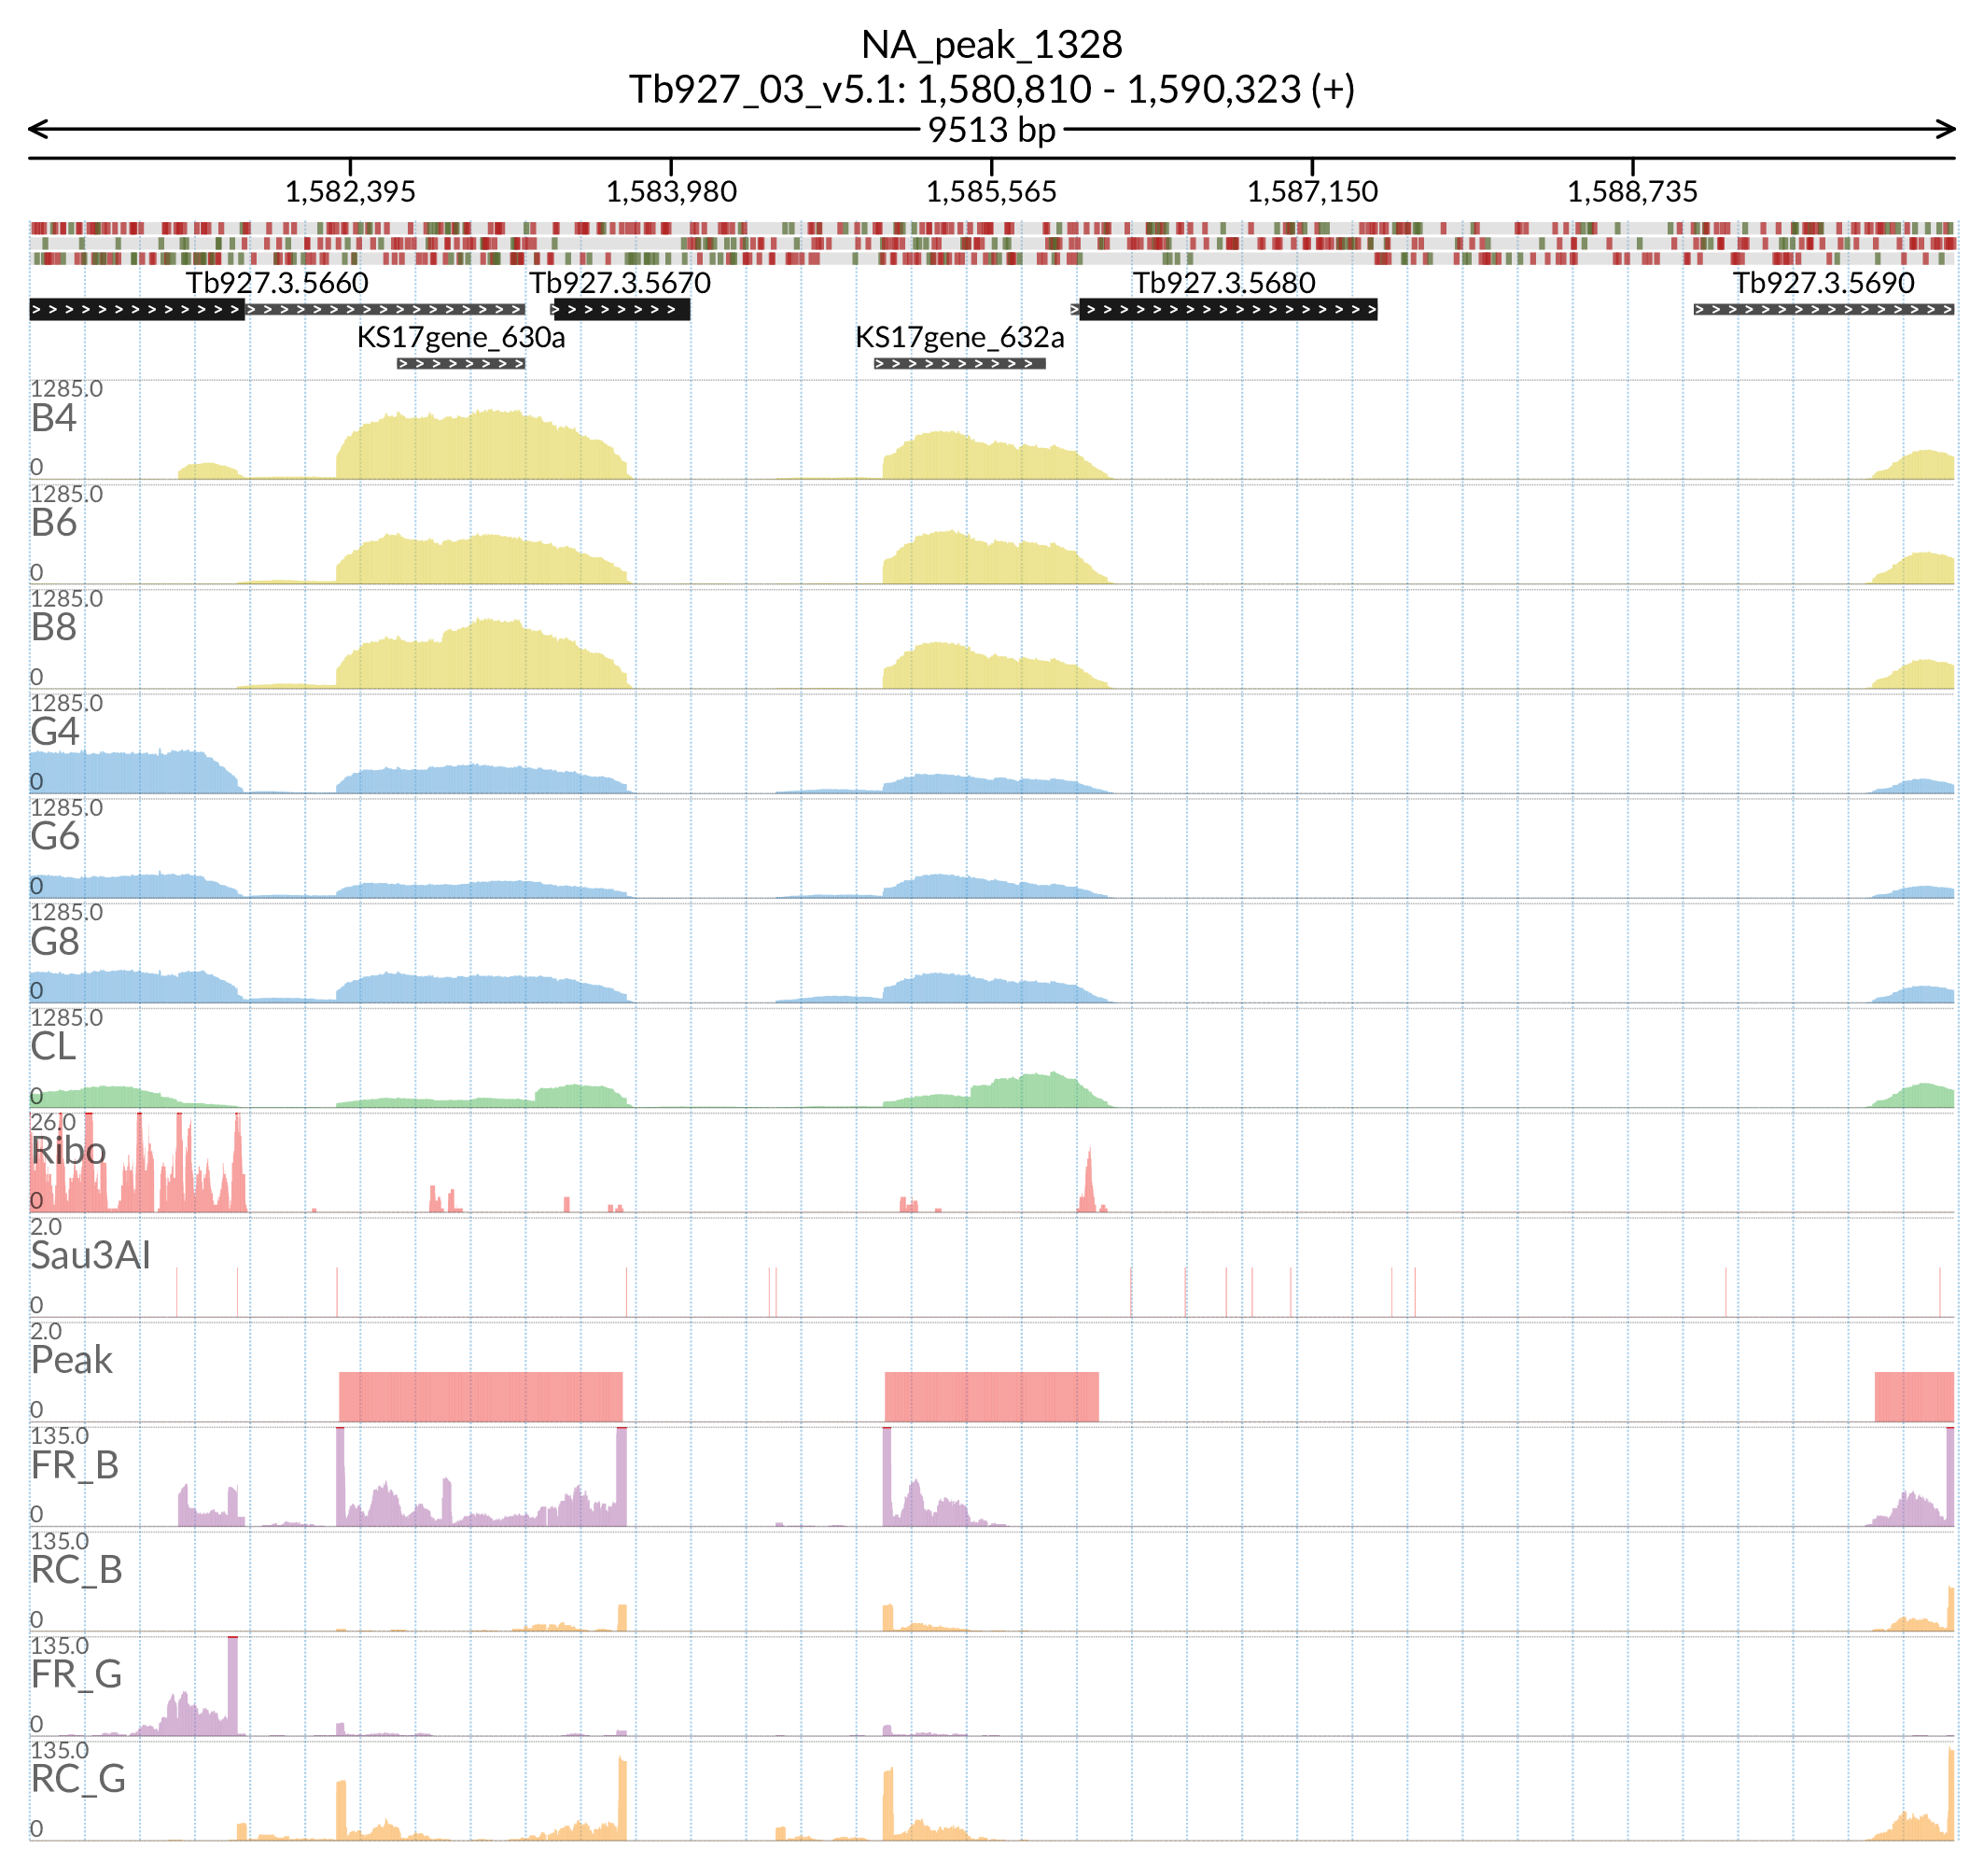 NA_peak_1328
Tb927_03_v5.1: 1,580,810 - 1,590,323 (+)
9513 bp
1,582,395 1,583,980 1,585,565 1,587,150 1,588,735
Tb927.3.5660 Tb927.3.5670 Tb927.3.5680 Tb927.3.5690
KS17gene_630a KS17gene_632a
1285.0
B4
0
1285.0
B6
0
1285.0
B8
0
1285.0
G4
0
1285.0
G6
0
1285.0
G8
0
1285.0
CL
0
26.0
Ribo
0
2.0
Sau3AI
0
2.0
Peak
0
135.0
FR_B
0
135.0
RC_B
0
135.0
FR_G
0
135.0
RC_G
0